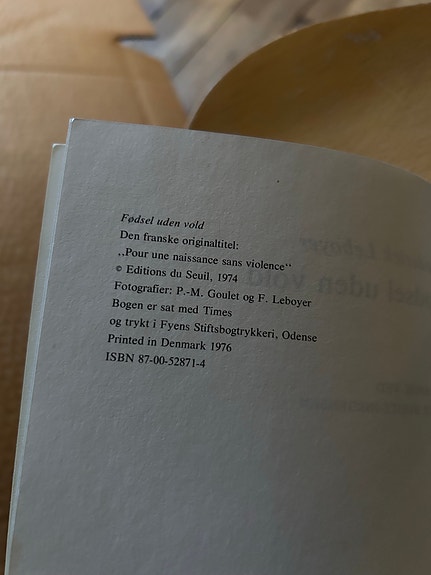 Fødsel uden vold
Den franske originaltitel:
,,Pour une naissance sans violence‘‘
© Editions du Seuil, 1974
Fotografier: P.-M. Goulet og F. Leboyer
Bogen er sat med Times
og trykt i Fyens Stiftsbogtrykkeri, Odense
Printed in Denmark 1976
ISBN 87-00-52871-4